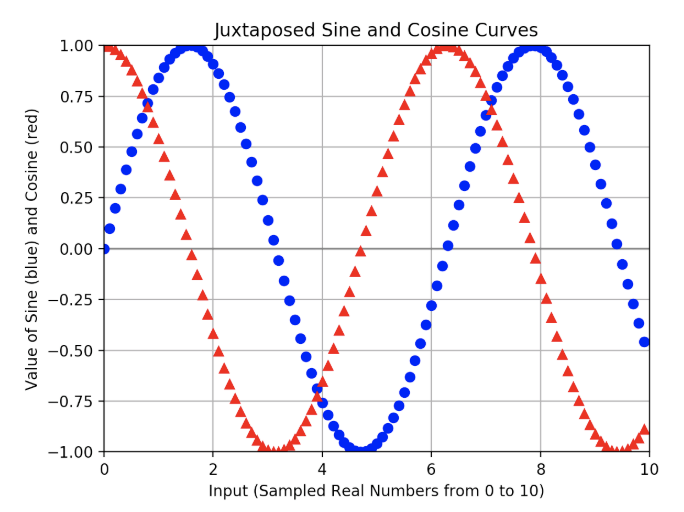 Juxtaposed Sine and Cosine Curves
1.00
0.75
0.50
0.25
0.00
−0.25
−0.50
−0.75
−1.00
Value of Sine (blue) and Cosine (red)
0 2 4 6 8 10
Input (Sampled Real Numbers from 0 to 10)